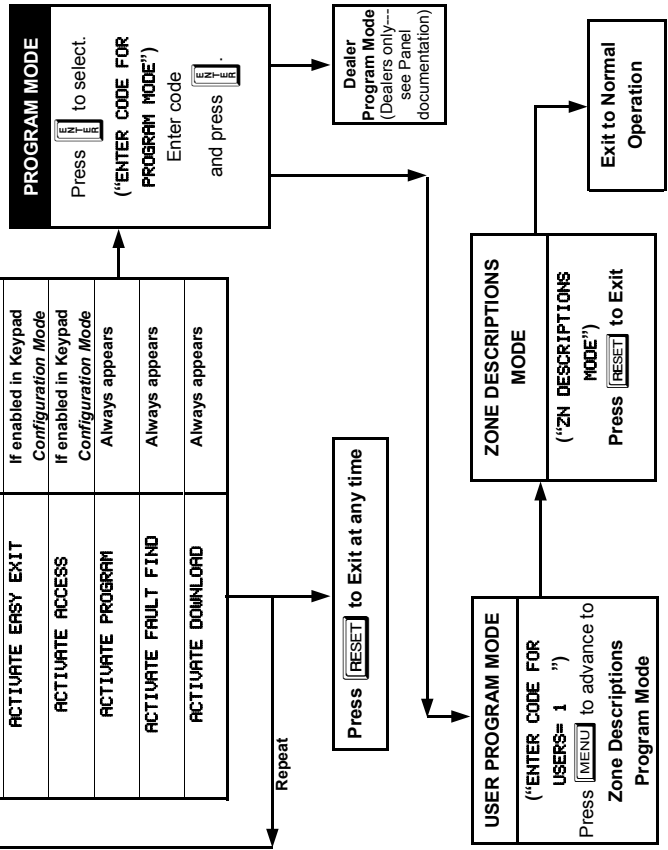 ACTIVATE EASY EXIT
If enabled in Keypad
Configuration Mode
ACTIVATE ACCESS
If enabled in Keypad
Configuration Mode
ACTIVATE PROGRAM
Always appears
ACTIVATE FAULT FIND
Always appears
ACTIVATE DOWNLOAD
Always appears
Repeat
Press RESET to Exit at any time
PROGRAM MODE
Press ENTER to select.
(“ENTER CODE FOR
PROGRAM MODE”)
Enter code
and press ENTER .
Dealer
Program Mode
(Dealers only---
see Panel
documentation)
USER PROGRAM MODE
(“ENTER CODE FOR
USERS= 1 ”)
Press MENU to advance to
Zone Descriptions
Program Mode
ZONE DESCRIPTIONS
MODE
(“ZN DESCRIPTIONS
MODE”)
Press RESET to Exit
Exit to Normal
Operation